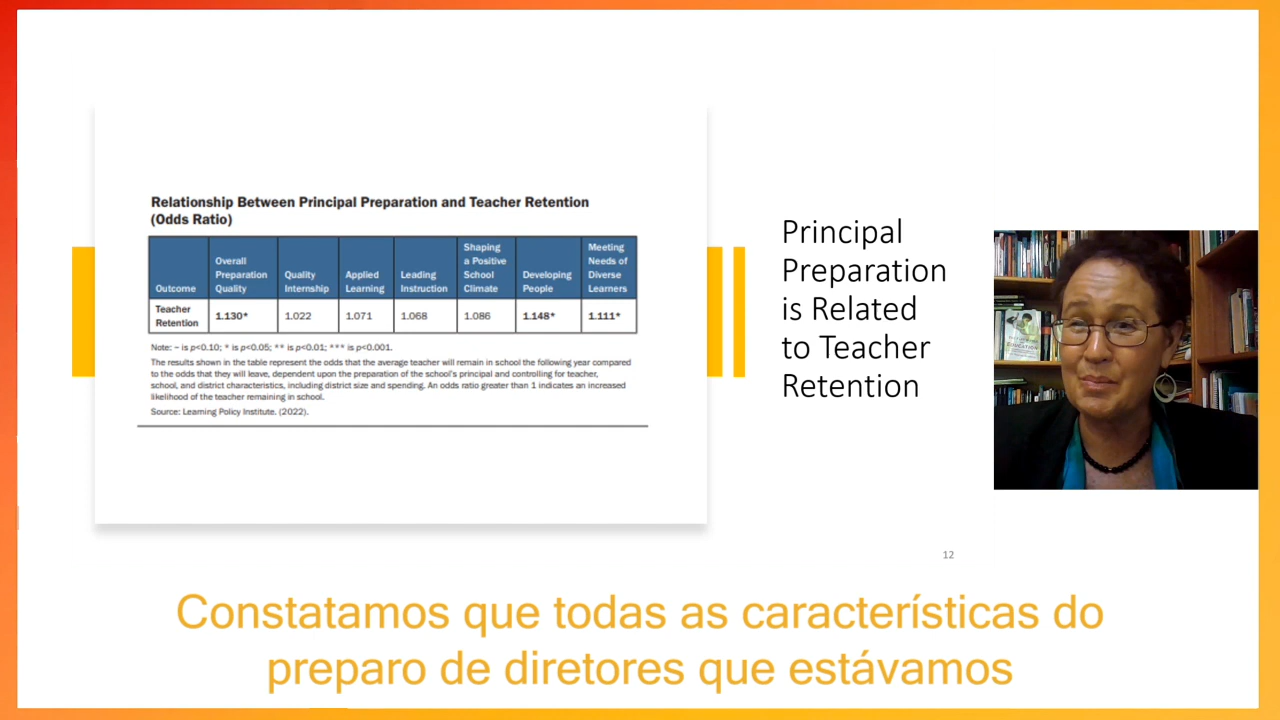 Relationship Between Principal Preparation and Teacher Retention
(Odds Ratio)
Outcome
Overall
Preparation
Quality
Quality
Internship
Applied
Learning
Leading
Instruction
Shaping
a Positive
School
Climate
Developing
People
Meeting
Needs of
Diverse
Learners
Teacher
Retention
1.130*
1.022
1.071
1.068
1.086
1.148*
1.111*
Note: ~ is p<0.10; * is p<0.05; ** is p<0.01; *** is p<0.001.
The results shown in the table represent the odds that the average teacher will remain in school the following year compared
to the odds that they will leave, dependent upon the preparation of the school's principal and controlling for teacher,
school, and district characteristics, including district size and spending. An odds ratio greater than 1 indicates an increased
likelihood of the teacher remaining in school.
Source: Learning Policy Institute. (2022).
Principal
Preparation
is Related
to Teacher
Retention
12
Constatamos que todas as características do
preparo de diretores que estávamos